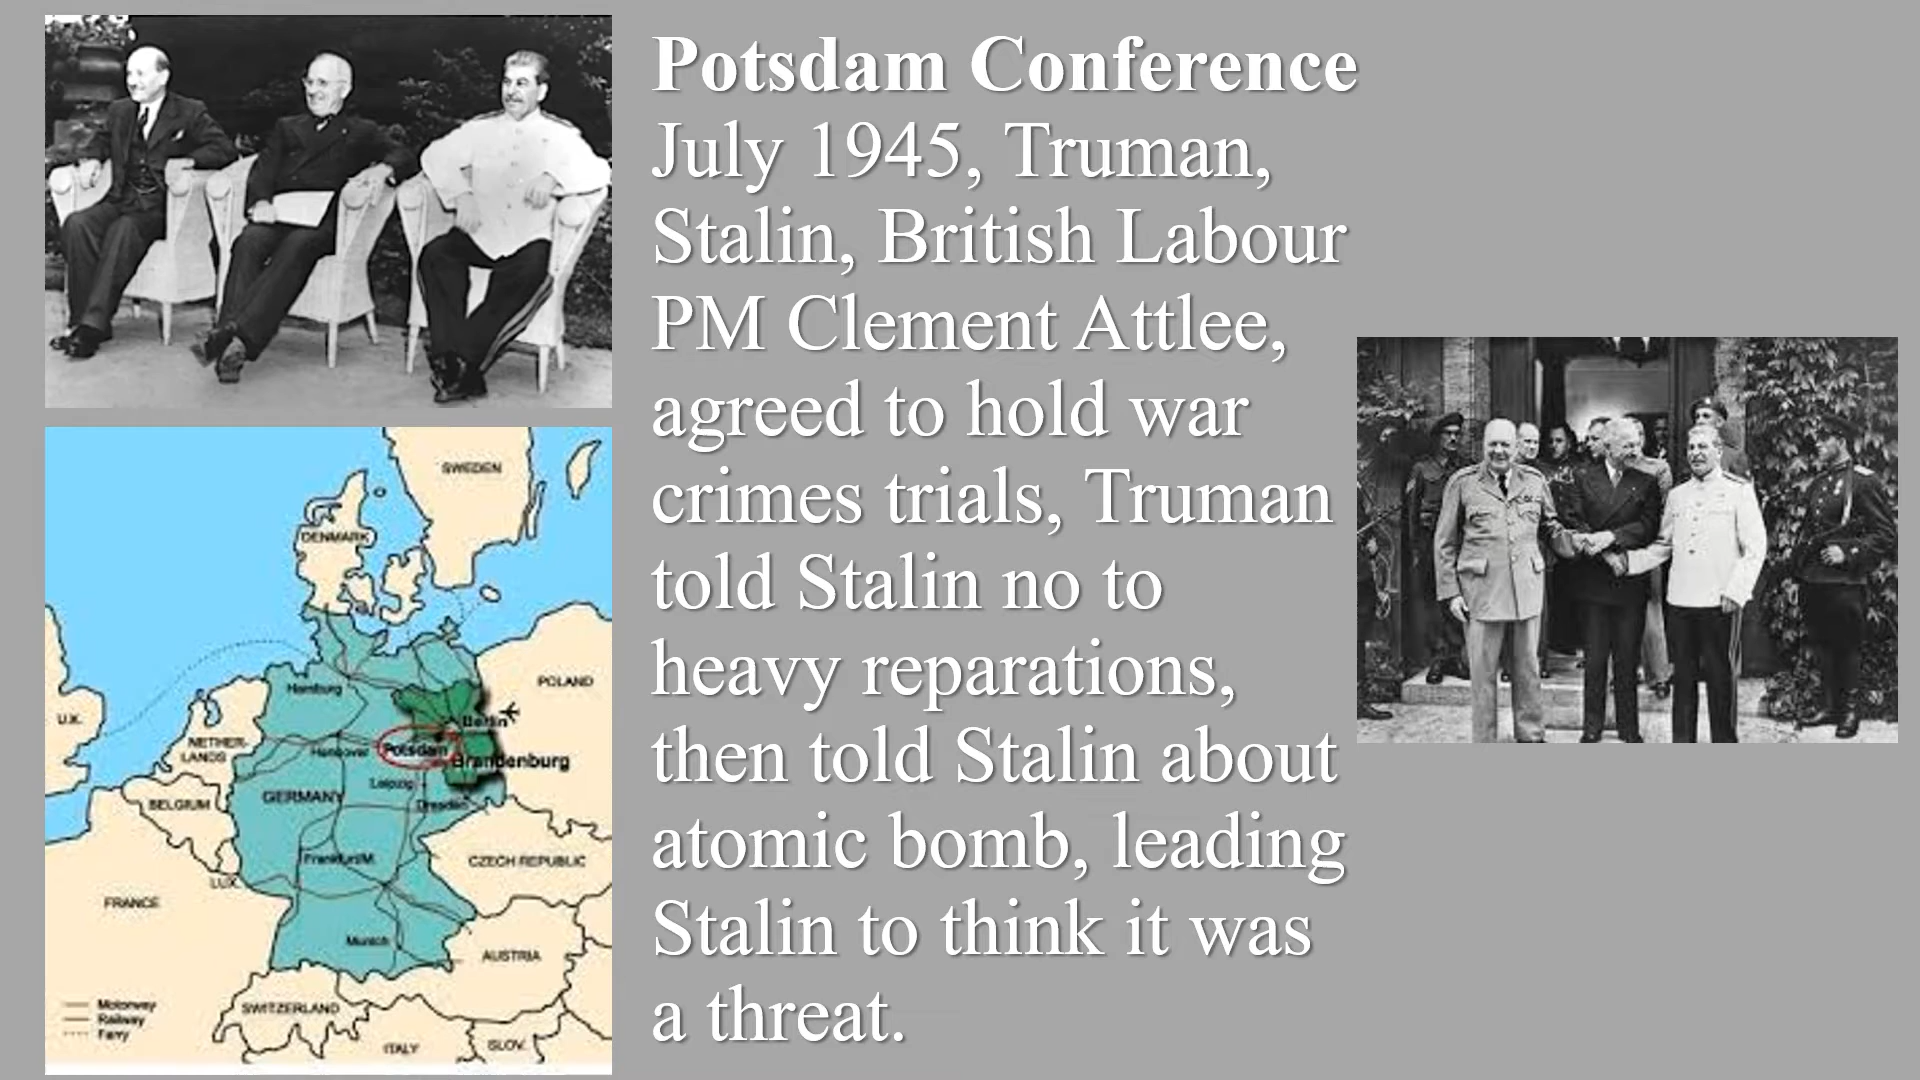 Potsdam Conference
July 1945, Truman,
Stalin, British Labour
PM Clement Attlee,
agreed to hold war
crimes trials, Truman
told Stalin no to
heavy reparations,
then told Stalin about
atomic bomb, leading
Stalin to think it was
a threat.
SWEDEN
DENMARK
POLAND
Hamburg
U.K.
Berlin
NETHER-
LANDS
Hannover
Potsdam
Brandenburg
Leipzig
BELGIUM
GERMANY
Dresden
Frankfurt/M.
CZECH REPUBLIC
LUX.
FRANCE
Munich
AUSTRIA
Motorway
Railway
Ferry
SWITZERLAND
ITALY
SLOV.